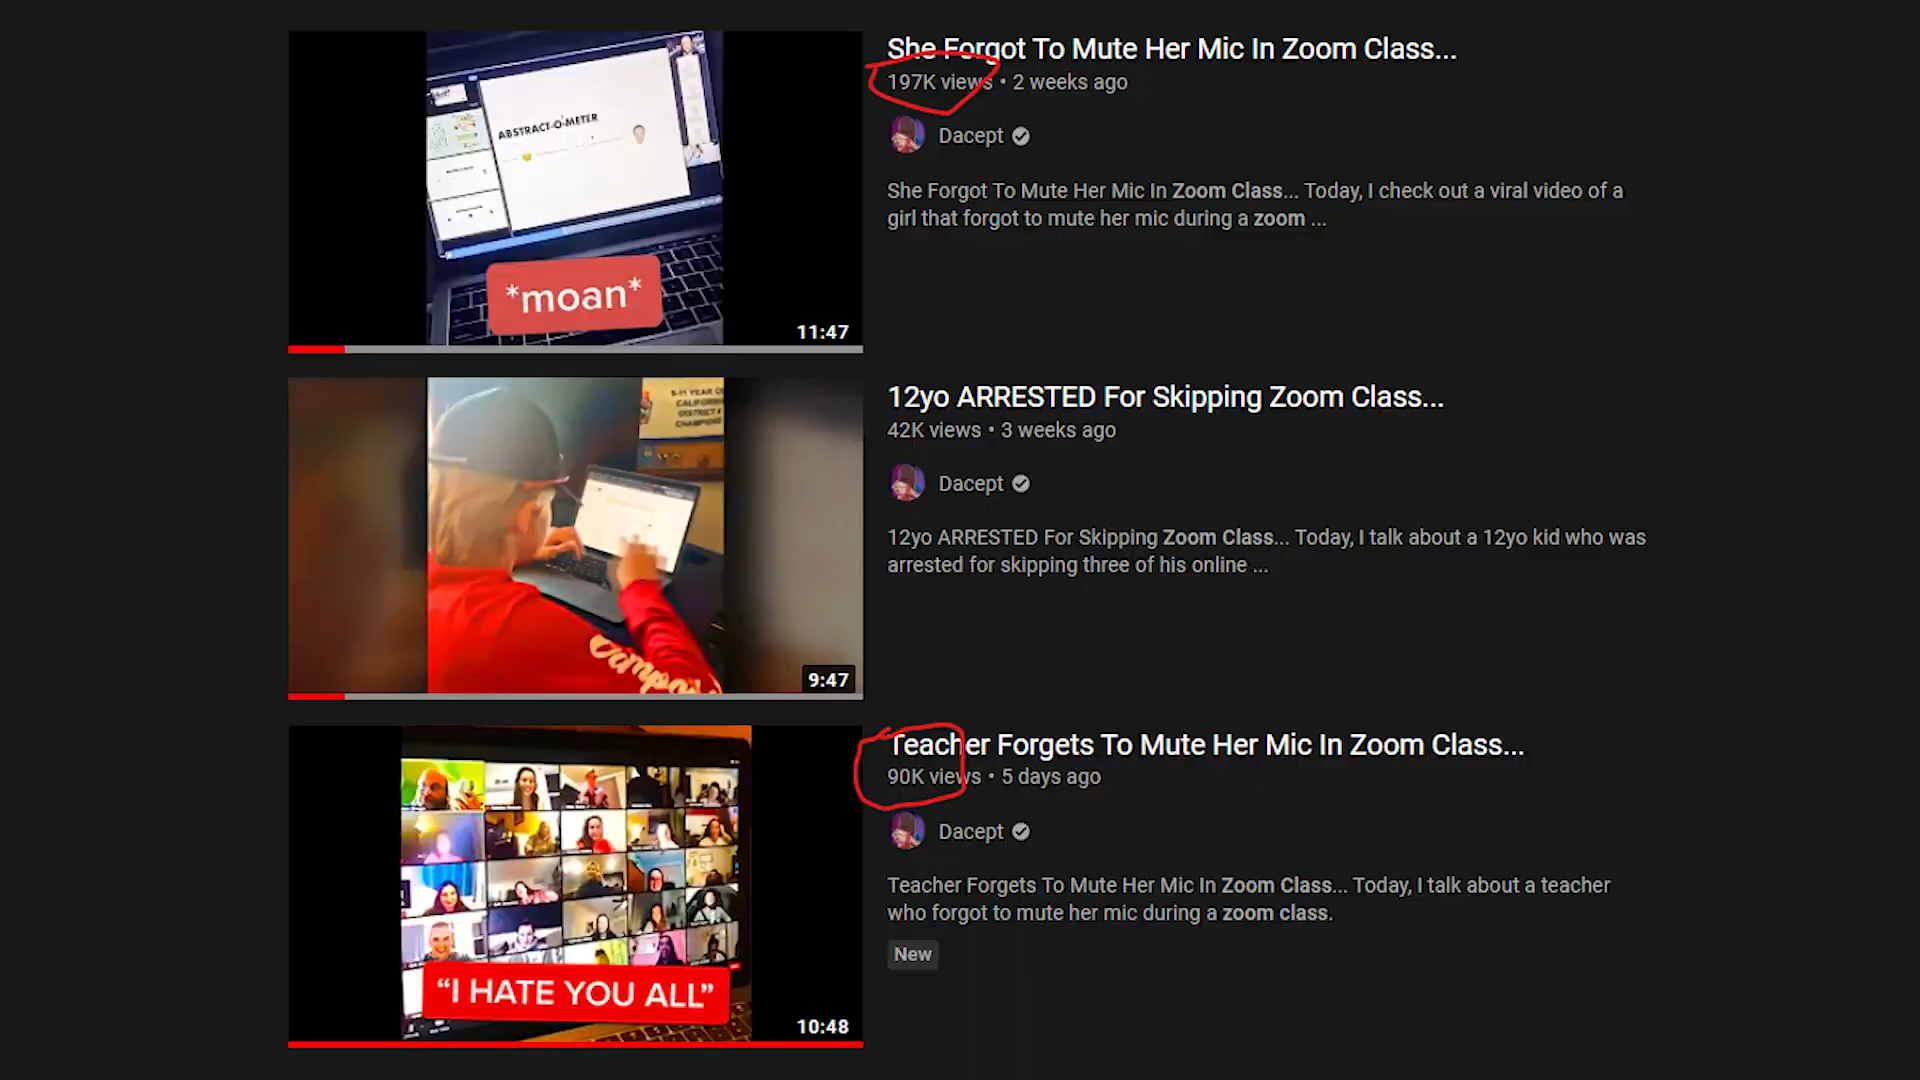 She Forgot To Mute Her Mic In Zoom Class...
197K views • 2 weeks ago
ABSTRACT-O-METER
Dacept
She Forgot To Mute Her Mic In Zoom Class... Today, I check out a viral video of a
girl that forgot to mute her mic during a zoom ...
*moan*
11:47
12yo ARRESTED For Skipping Zoom Class...
42K views • 3 weeks ago
DISTRICT 4
CHAMPIONS
Dacept
12yo ARRESTED For Skipping Zoom Class... Today, I talk about a 12yo kid who was
arrested for skipping three of his online ...
9:47
Teacher Forgets To Mute Her Mic In Zoom Class...
90K views • 5 days ago
Dacept
Teacher Forgets To Mute Her Mic In Zoom Class... Today, I talk about a teacher
who forgot to mute her mic during a zoom class.
New
“I HATE YOU ALL”
10:48